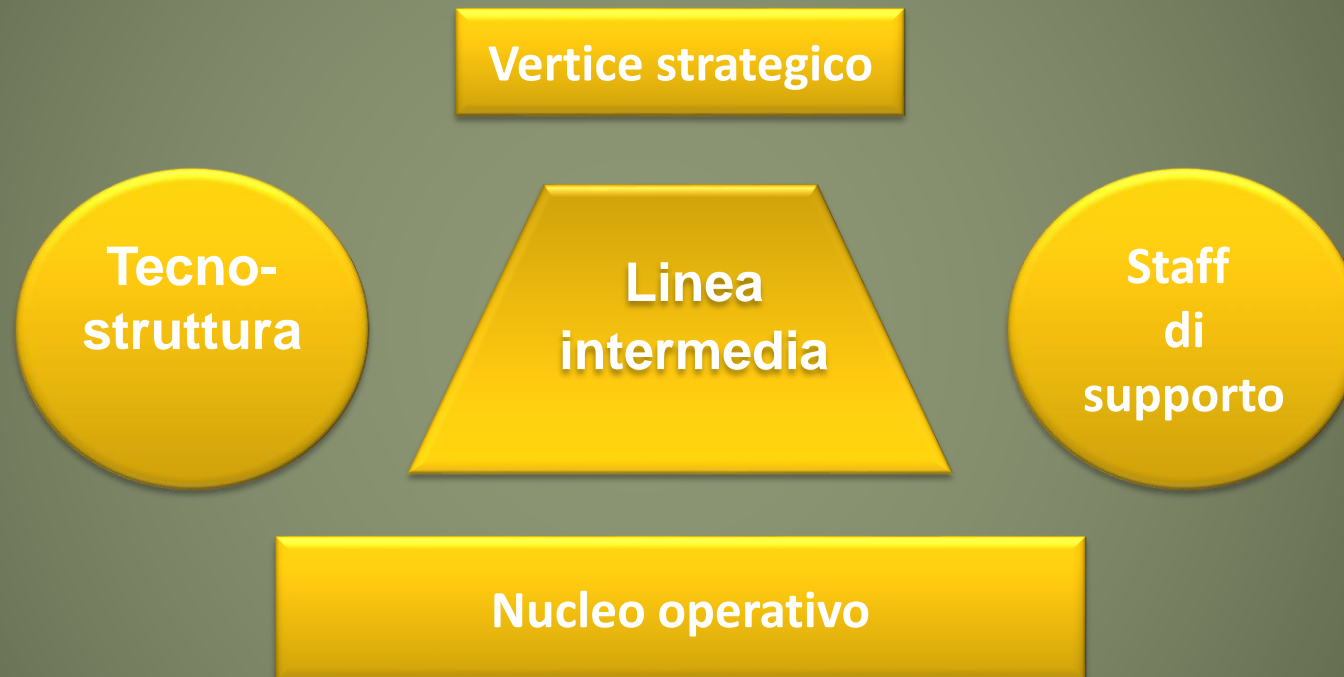 Vertice strategico
Tecno-
struttura
Linea
intermedia
Staff
di
supporto
Nucleo operativo